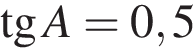 tg A = 0,5